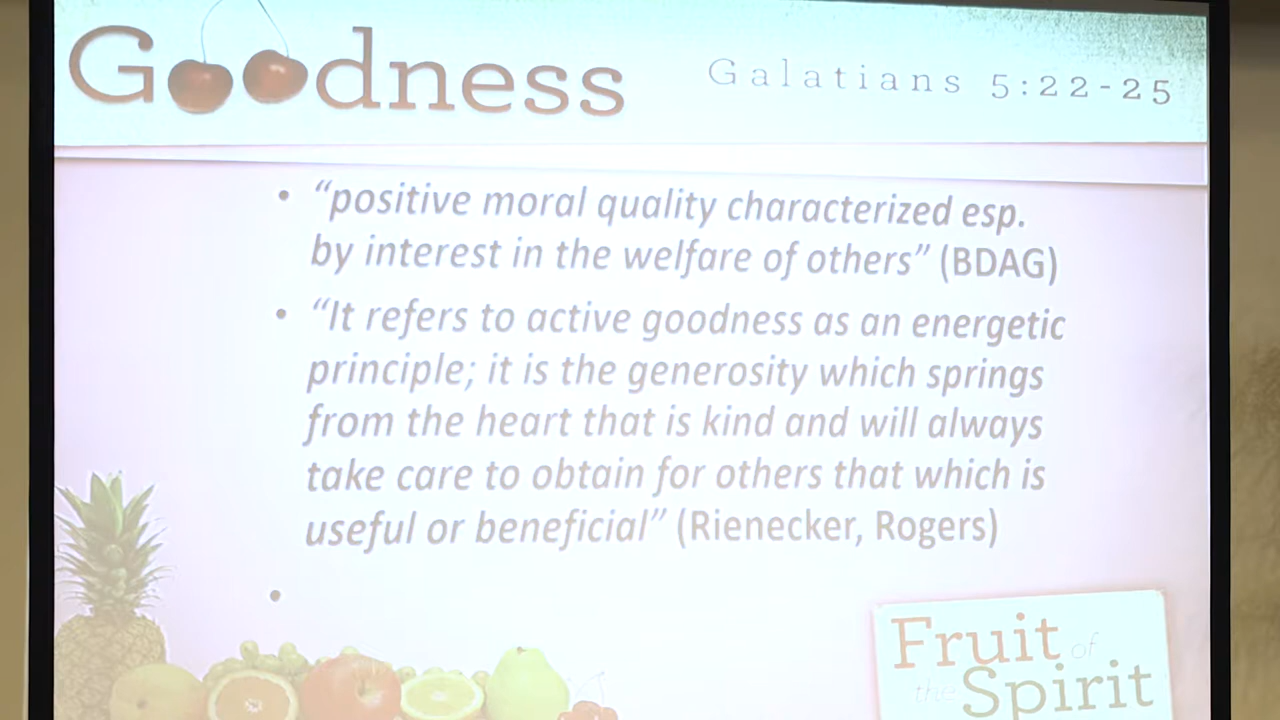 Goodness
Galatians 5:22-25
• “positive moral quality characterized esp.
by interest in the welfare of others” (BDAG)
• “It refers to active goodness as an energetic
principle; it is the generosity which springs
from the heart that is kind and will always
take care to obtain for others that which is
useful or beneficial” (Rienecker, Rogers)
•
Fruit of
the Spirit